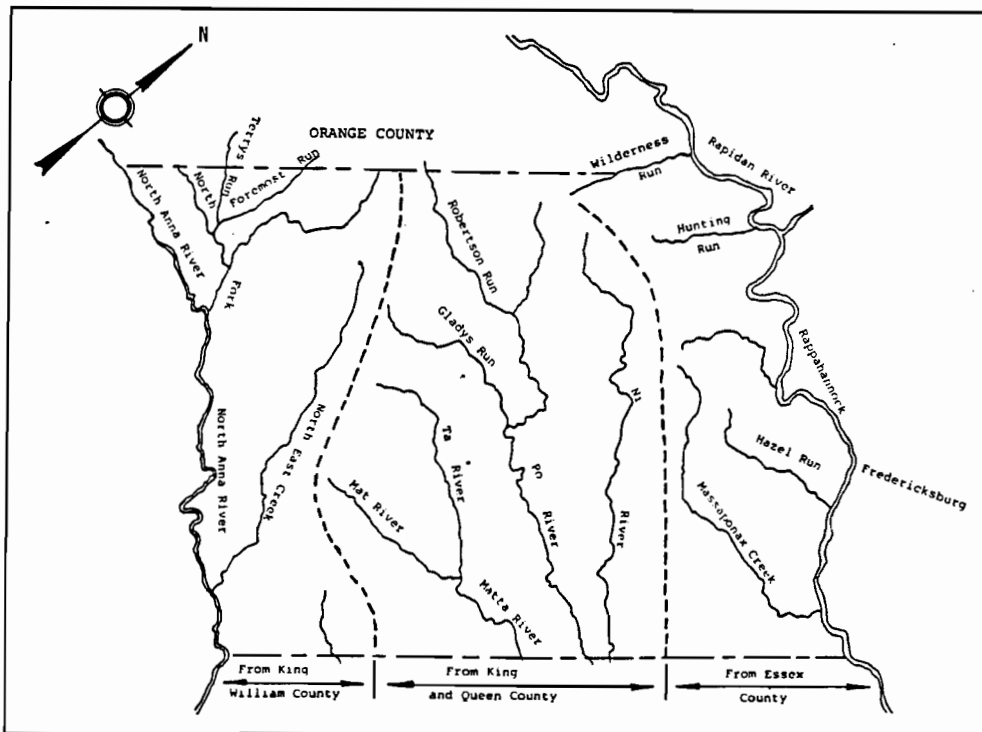 N
ORANGE COUNTY
Terrys
Run
North
Fork
Foremost Run
North Anna River
Robertson Run
Wilderness
Run
Rapidan River
Hunting
Run
Gladys Run
Rappahannock
North Anna River
North East Creek
Ta
River
Mat River
Matta River
Po
River
Ni
River
Hazel Run
Fredericksburg
Massaponax Creek
From King
William County
From King
and Queen County
From Essex
County